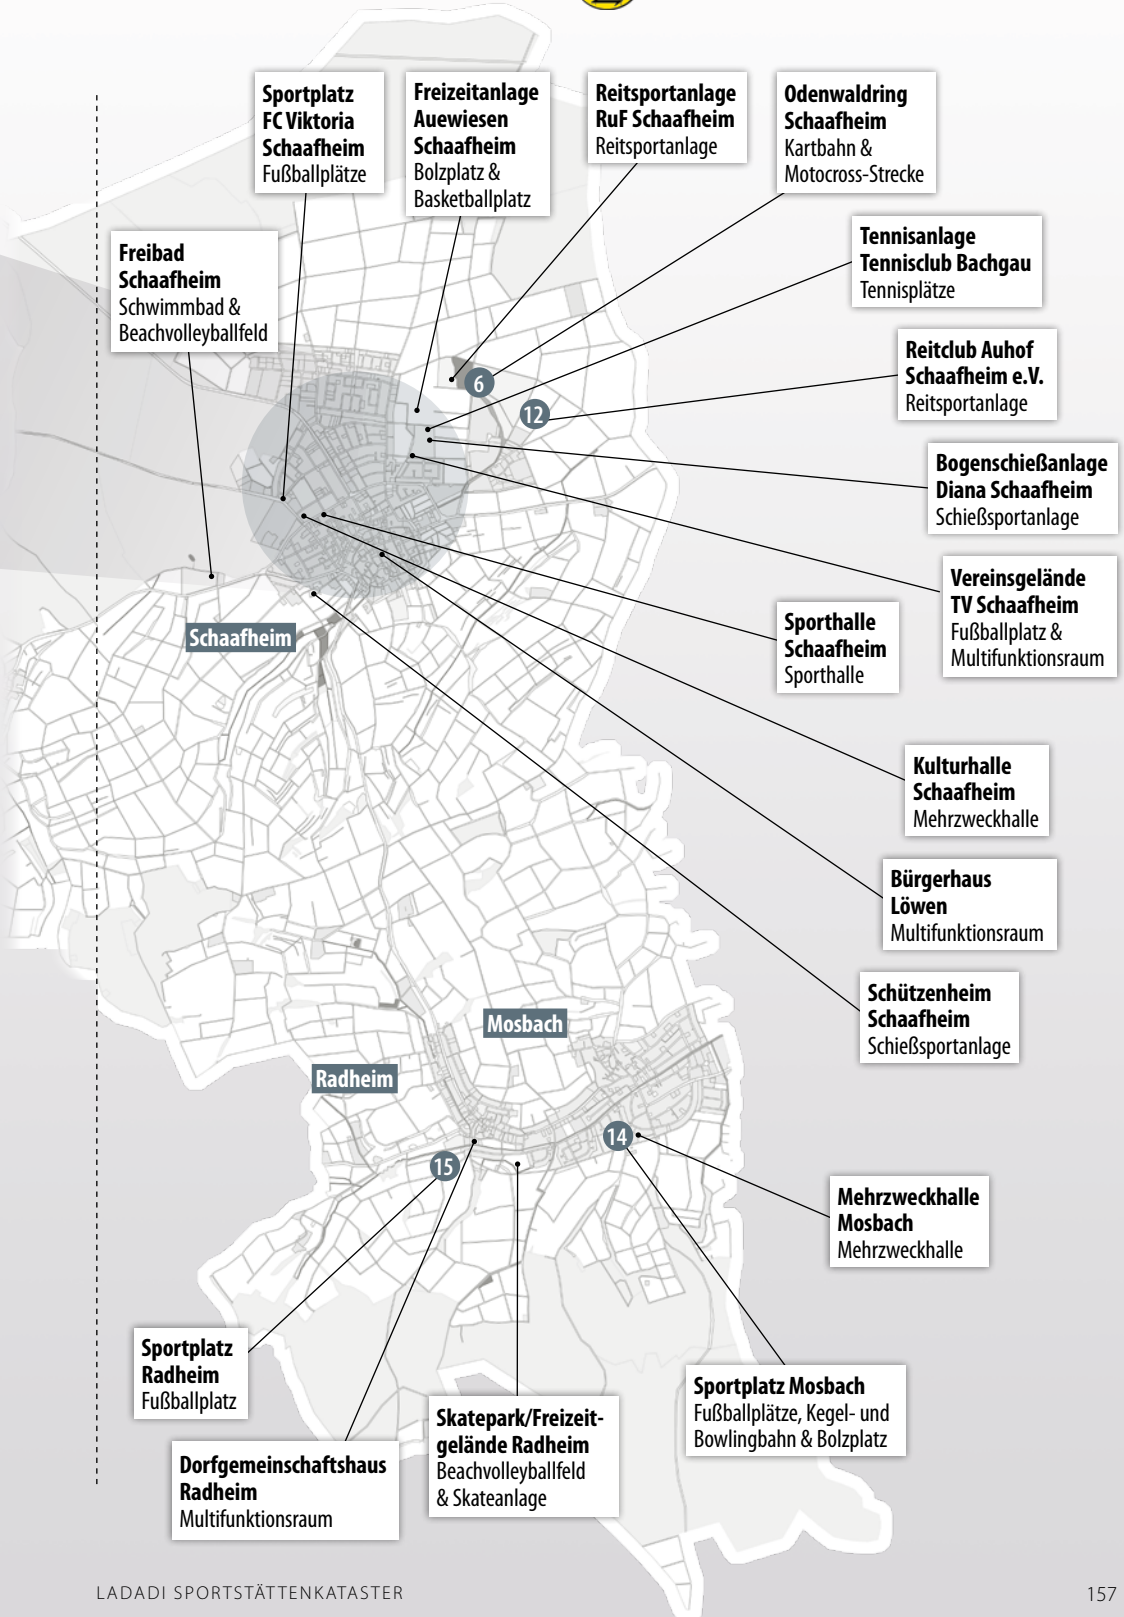 Sportplatz
FC Viktoria
Schaafheim
Fußballplätze
Freizeitanlage
Auewiesen
Schaafheim
Bolzplatz &
Basketballplatz
Reitsportanlage
RuF Schaafheim
Reitsportanlage
Odenwaldring
Schaafheim
Kartbahn &
Motocross-Strecke
Freibad
Schaafheim
Schwimmbad &
Beachvolleyballfeld
Tennisanlage
Tennisclub Bachgau
Tennisplätze
Reitclub Auhof
Schaafheim e.V.
Reitsportanlage
6
12
Bogenschießanlage
Diana Schaafheim
Schießsportanlage
Vereinsgelände
TV Schaafheim
Fußballplatz &
Multifunktionsraum
Schaafheim
Sporthalle
Schaafheim
Sporthalle
Kulturhalle
Schaafheim
Mehrzweckhalle
Bürgerhaus
Löwen
Multifunktionsraum
Schützenheim
Schaafheim
Schießsportanlage
Mosbach
Radheim
14
15
Mehrzweckhalle
Mosbach
Mehrzweckhalle
Sportplatz
Radheim
Fußballplatz
Sportplatz Mosbach
Fußballplätze, Kegel- und
Bowlingbahn & Bolzplatz
Skatepark/Freizeit-
gelände Radheim
Beachvolleyballfeld
& Skateanlage
Dorfgemeinschaftshaus
Radheim
Multifunktionsraum
LADADI SPORTSTÄTTENKATASTER
157